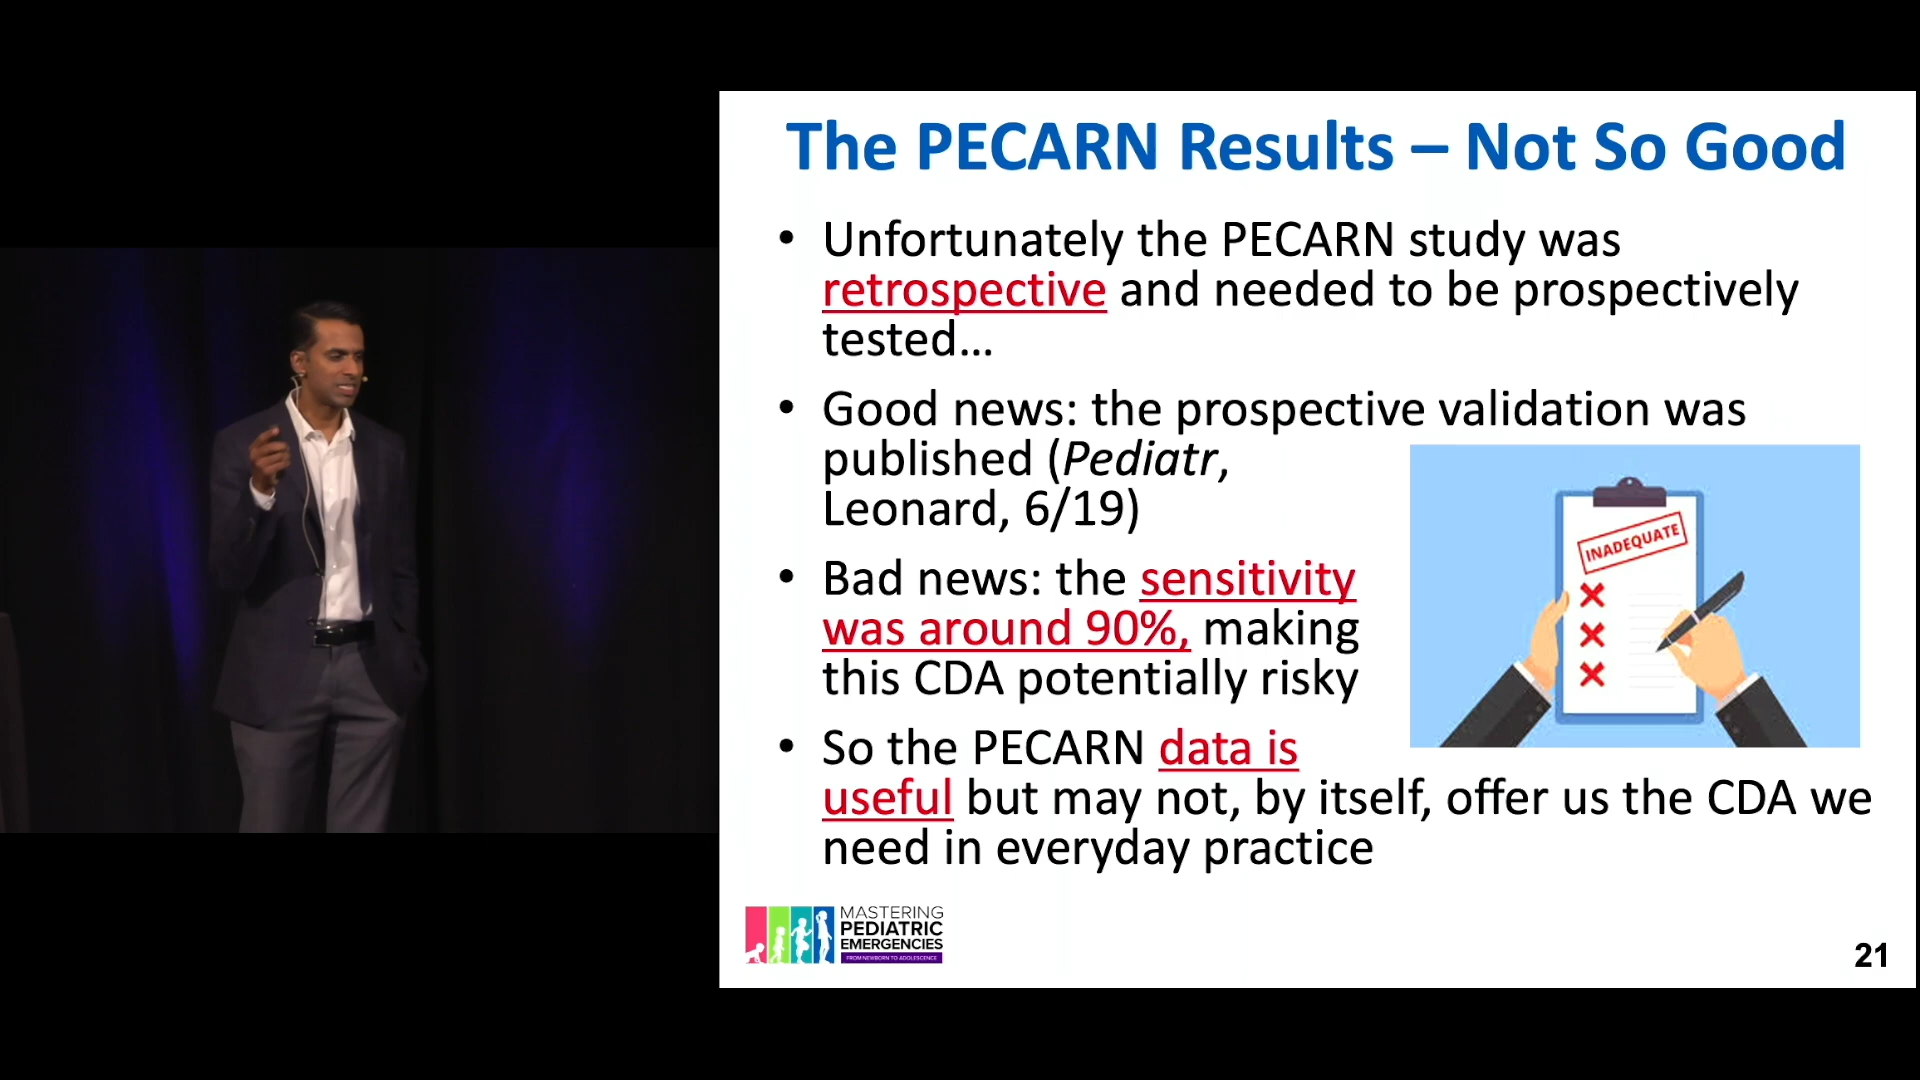 The PECARN Results – Not So Good
• Unfortunately the PECARN study was
retrospective and needed to be prospectively
tested…
• Good news: the prospective validation was
published (Pediatr,
Leonard, 6/19)
• Bad news: the sensitivity
was around 90%, making
this CDA potentially risky
• So the PECARN data is
useful but may not, by itself, offer us the CDA we
need in everyday practice
INADEQUATE
MASTERING
PEDIATRIC
EMERGENCIES
FROM NEWBORN TO ADOLESCENCE
21